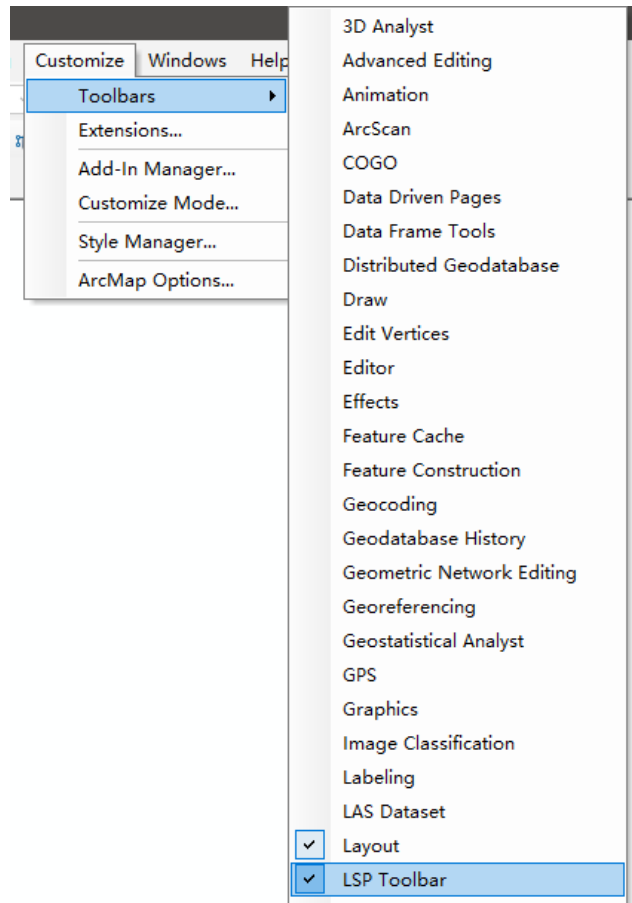 Customize Windows Help
Toolbars
Extensions...
Add-In Manager...
Customize Mode...
Style Manager...
ArcMap Options...
3D Analyst
Advanced Editing
Animation
ArcScan
COGO
Data Driven Pages
Data Frame Tools
Distributed Geodatabase
Draw
Edit Vertices
Editor
Effects
Feature Cache
Feature Construction
Geocoding
Geodatabase History
Geometric Network Editing
Georeferencing
Geostatistical Analyst
GPS
Graphics
Image Classification
Labeling
LAS Dataset
Layout
LSP Toolbar